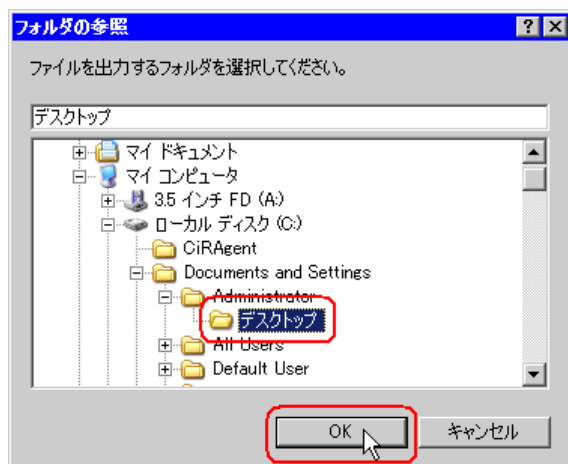 フォルダの参照
ファイルを出力するフォルダを選択してください。
デスクトップ
マイ ドキュメント
マイ コンピュータ
3.5 インチ FD (A:)
ローカル ディスク (C:)
CiRAgent
Documents and Settings
Administrator
デスクトップ
All Users
Default User
OK キャンセル